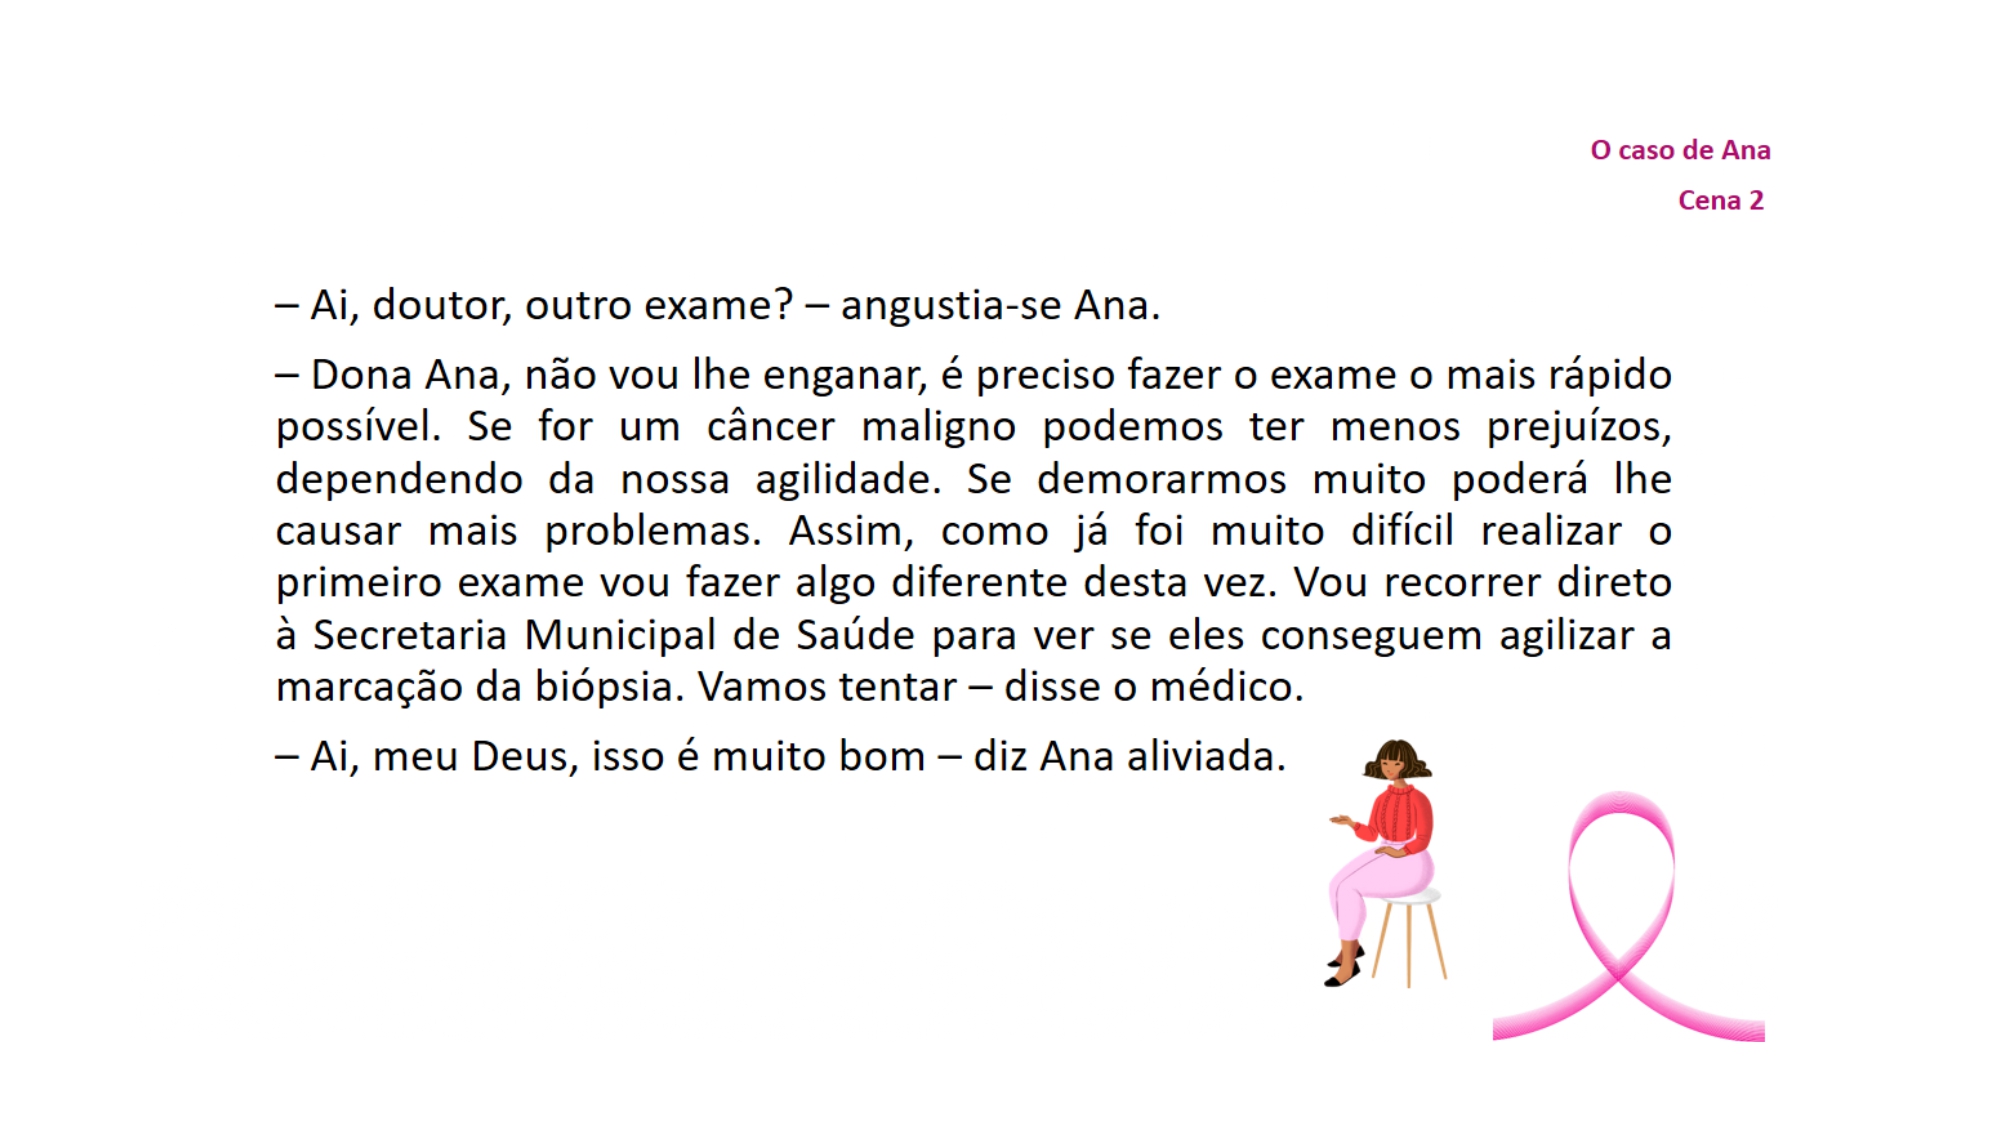 O caso de Ana
Cena 2
– Ai, doutor, outro exame? – angustia-se Ana.
– Dona Ana, não vou lhe enganar, é preciso fazer o exame o mais rápido
possível. Se for um câncer maligno podemos ter menos prejuízos,
dependendo da nossa agilidade. Se demorarmos muito poderá lhe
causar mais problemas. Assim, como já foi muito difícil realizar o
primeiro exame vou fazer algo diferente desta vez. Vou recorrer direto
à Secretaria Municipal de Saúde para ver se eles conseguem agilizar a
marcação da biópsia. Vamos tentar – disse o médico.
– Ai, meu Deus, isso é muito bom – diz Ana aliviada.